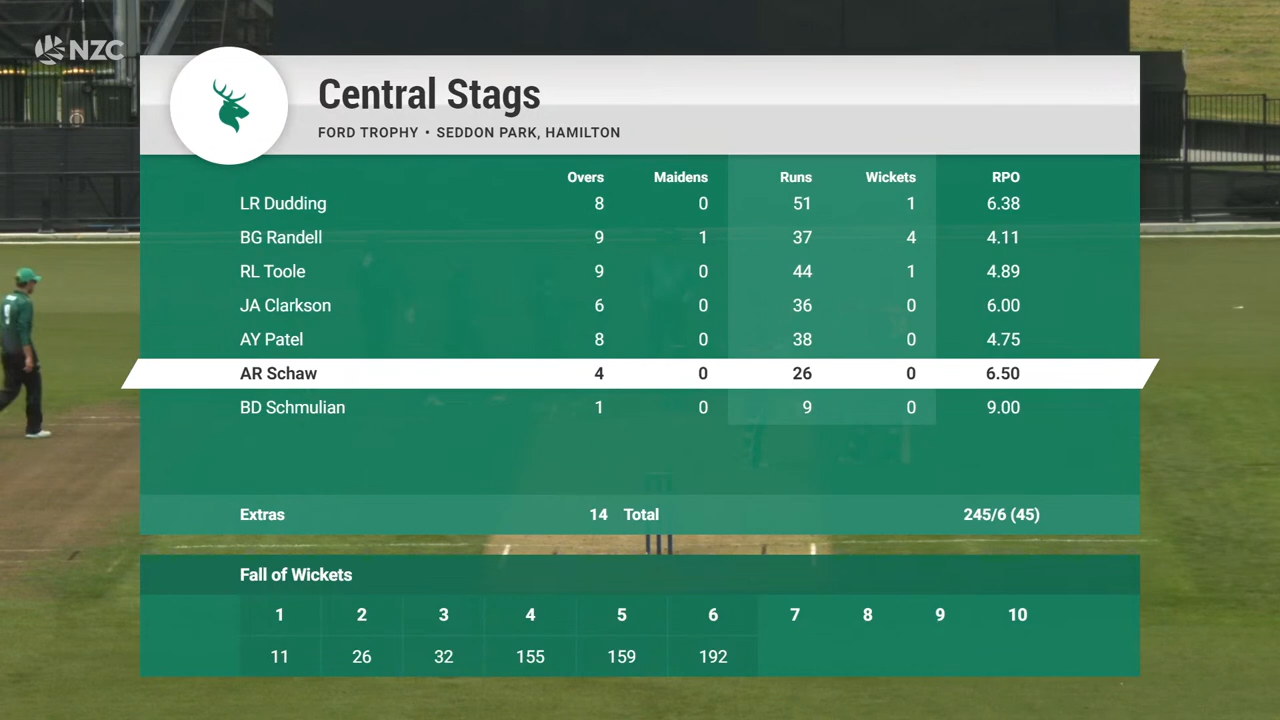 NZC
Central Stags
FORD TROPHY • SEDDON PARK, HAMILTON
Overs Maidens Runs Wickets RPO
LR Dudding 8 0 51 1 6.38
BG Randell 9 1 37 4 4.11
RL Toole 9 0 44 1 4.89
JA Clarkson 6 0 36 0 6.00
AY Patel 8 0 38 0 4.75
AR Schaw 4 0 26 0 6.50
BD Schmulian 1 0 9 0 9.00
Extras 14 Total 245/6 (45)
Fall of Wickets
1 2 3 4 5 6 7 8 9 10
11 26 32 155 159 192